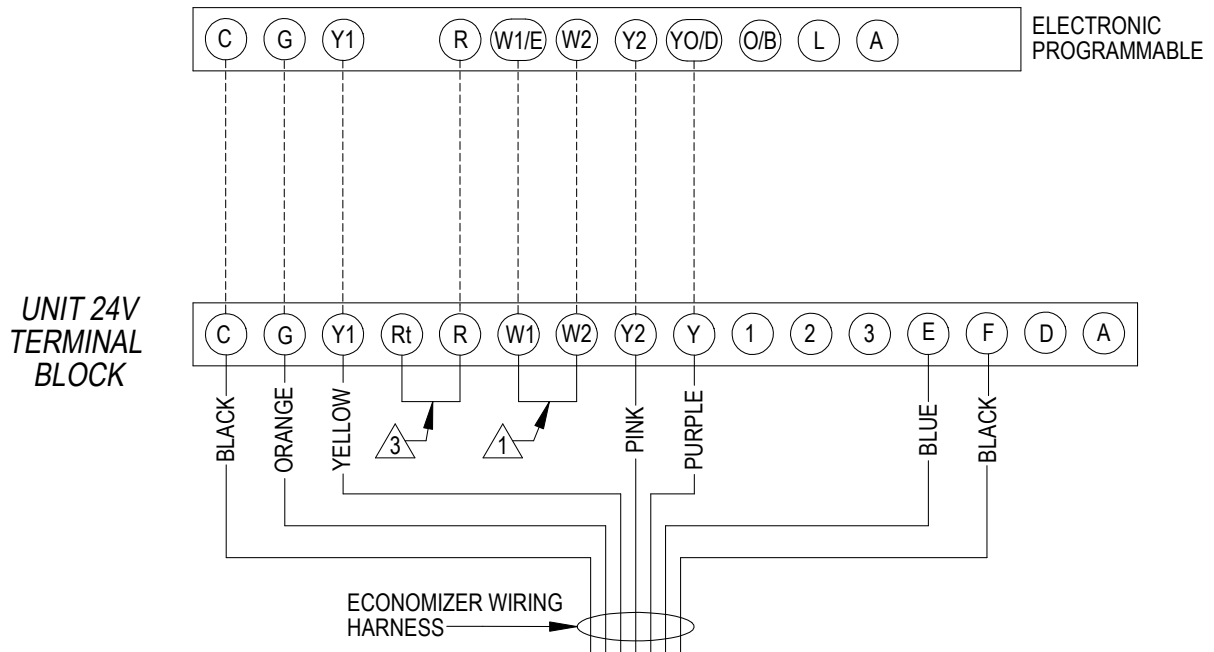 C G Y1 R W1/E W2 Y2 YO/D O/B L A
ELECTRONIC
PROGRAMMABLE
UNIT 24V
TERMINAL
BLOCK
C G Y1 Rt R W1 W2 Y2 Y 1 2 3 E F D A
BLACK
ORANGE
YELLOW
3
1
PINK
PURPLE
BLUE
BLACK
ECONOMIZER WIRING
HARNESS